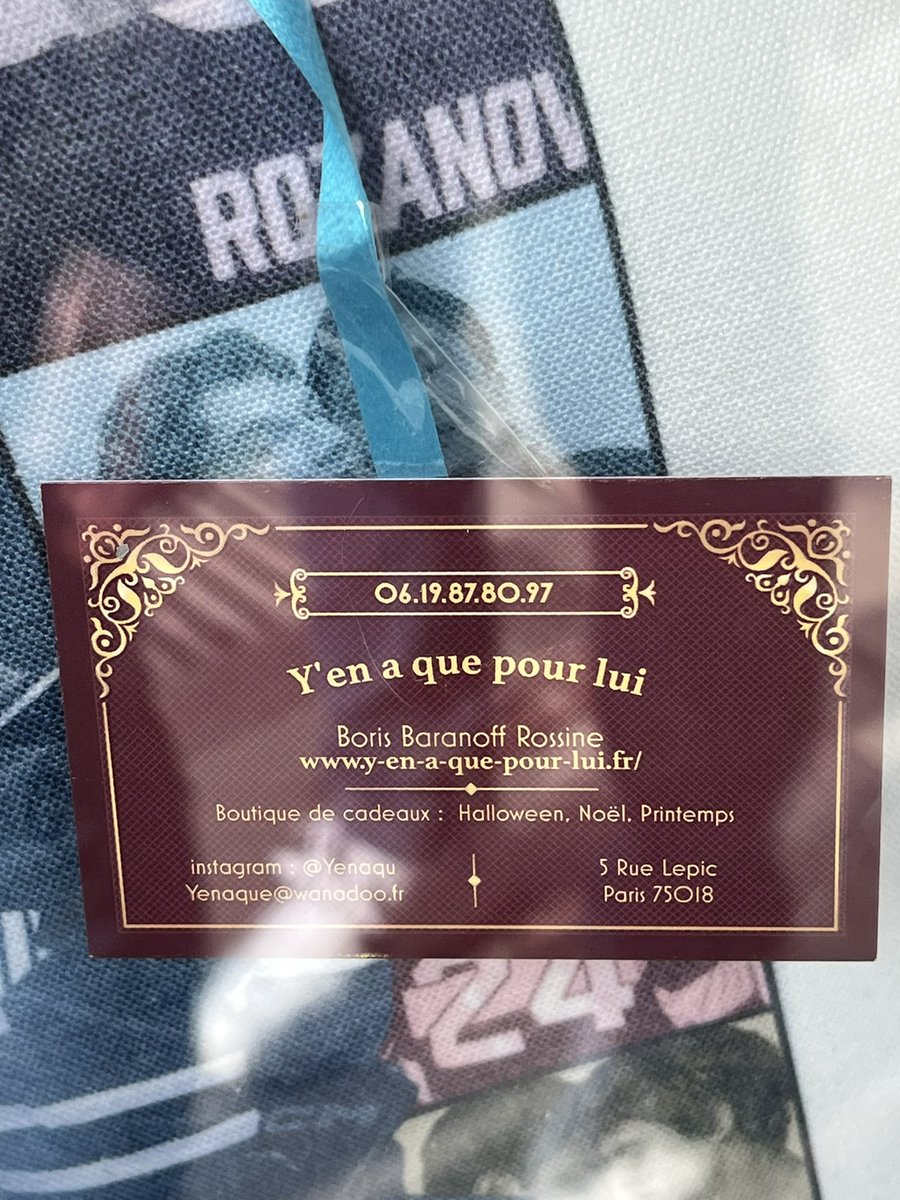 06.19.87.80.97
Y'en a que pour lui
Boris Baranoff Rossine
www.y-en-a-que-pour-lui.fr/
Boutique de cadeaux : Halloween, Noël, Printemps
instagram : @Yenaqu
Yenaque@wanadoo.fr
5 Rue Lepic
Paris 75018
24